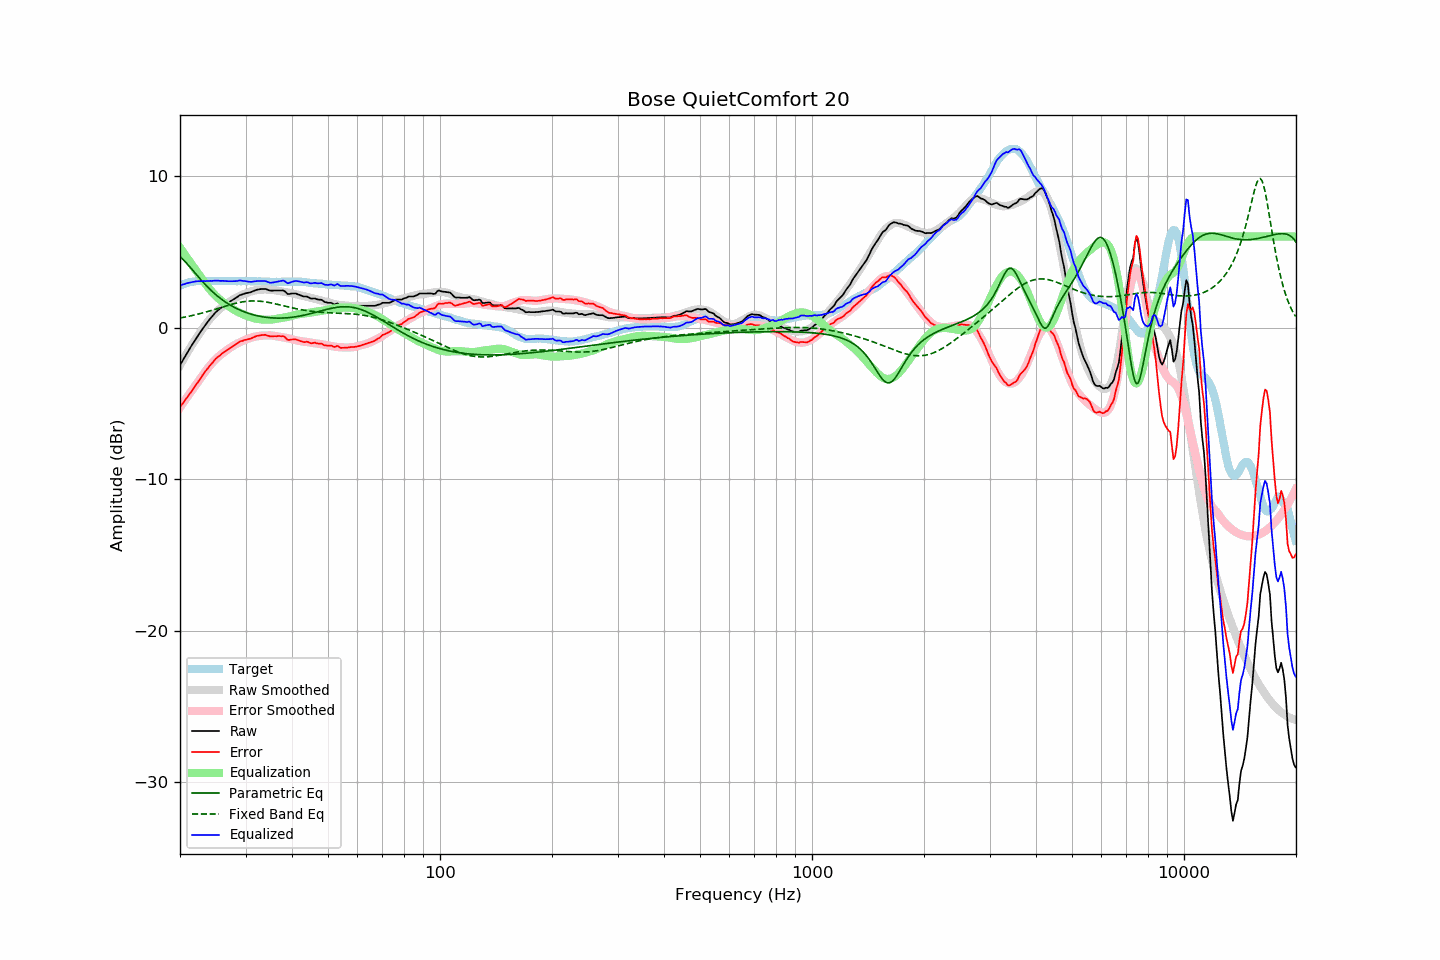 Bose QuietComfort 20
Amplitude (dBr)
10
0
−10
−20
−30
Target
Raw Smoothed
Error Smoothed
Raw
Error
Equalization
Parametric Eq
Fixed Band Eq
Equalized
100
1000
10000
Frequency (Hz)